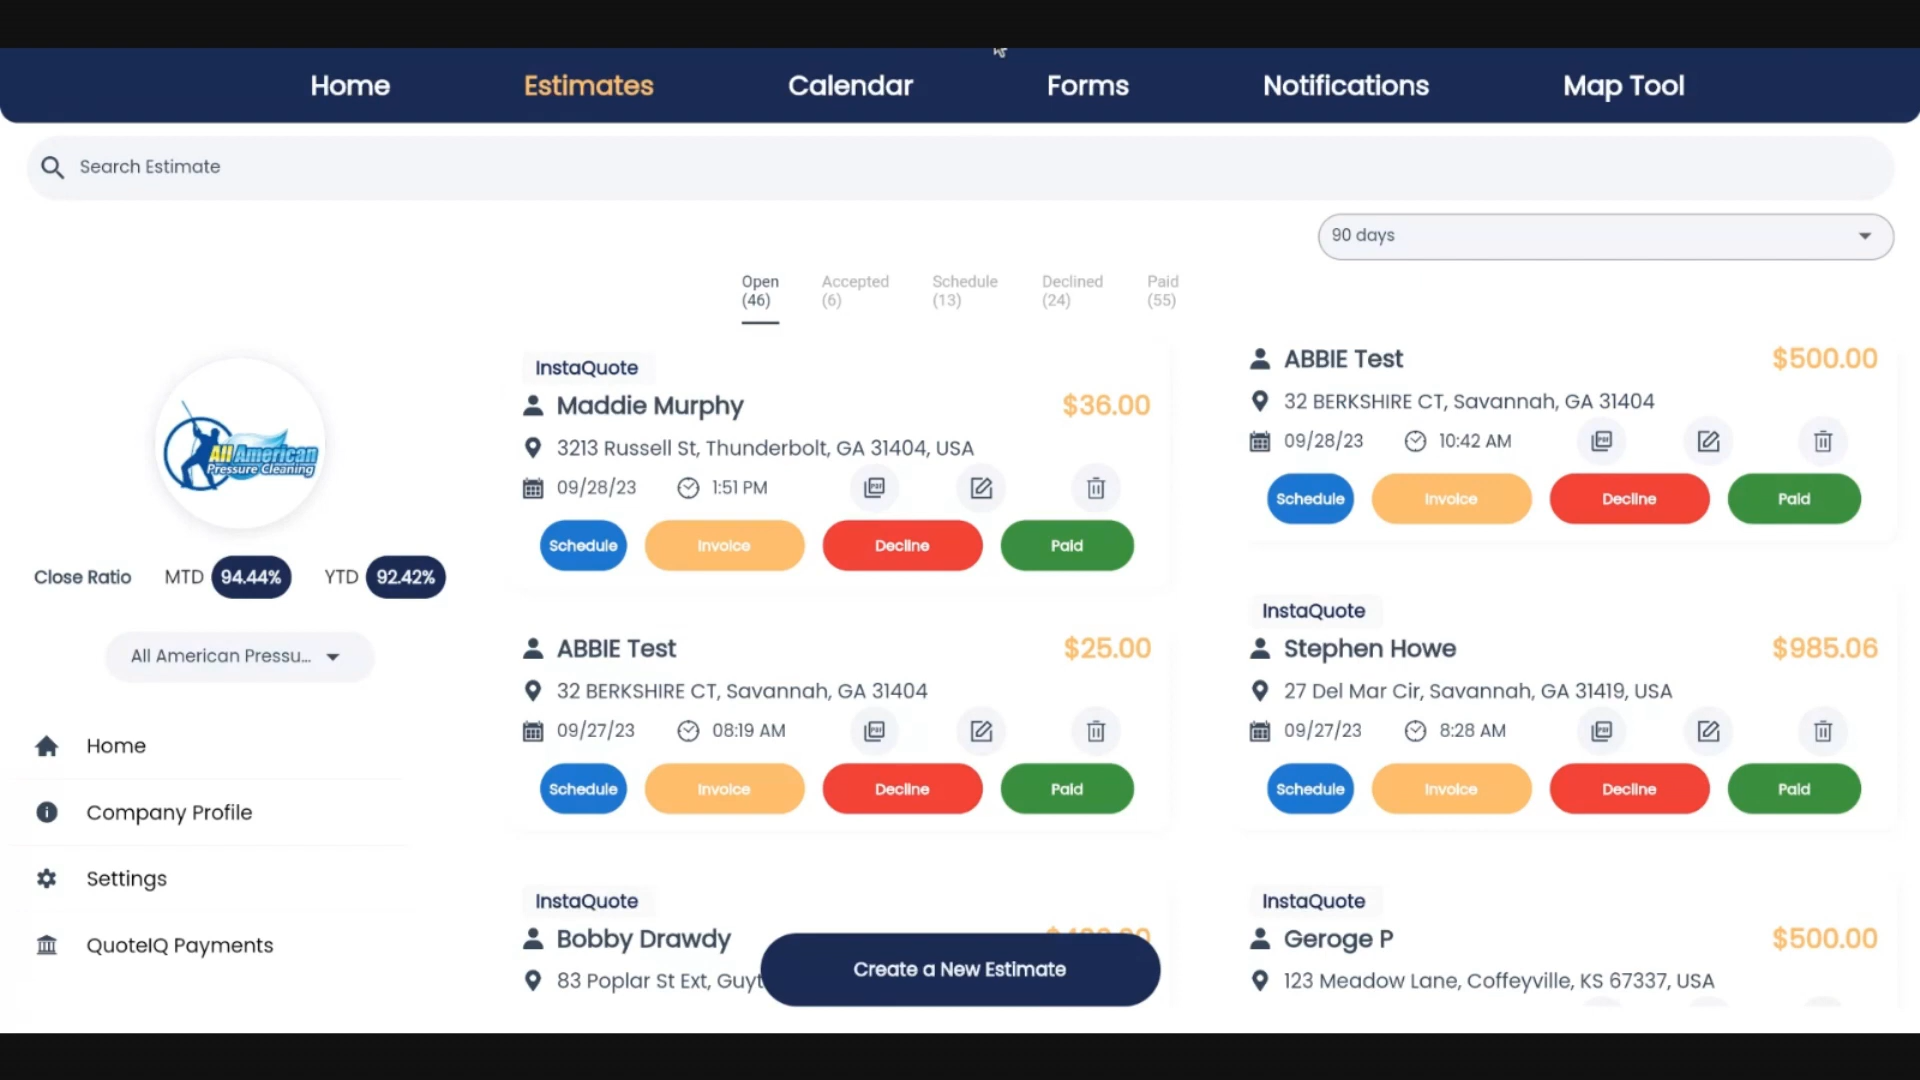 Home Estimates Calendar Forms Notifications Map Tool
Search Estimate
90 days
Open Accepted Schedule Declined Paid
(46) (6) (13) (24) (55)
All American
Pressure Cleaning
Close Ratio MTD 94.44% YTD 92.42%
All American Pressu...
Home
Company Profile
Settings
QuoteIQ Payments
InstaQuote
Maddie Murphy $36.00
3213 Russell St, Thunderbolt, GA 31404, USA
09/28/23 1:51 PM
Schedule Invoice Decline Paid
ABBIE Test $500.00
32 BERKSHIRE CT, Savannah, GA 31404
09/28/23 10:42 AM
Schedule Invoice Decline Paid
ABBIE Test $25.00
32 BERKSHIRE CT, Savannah, GA 31404
09/27/23 08:19 AM
Schedule Invoice Decline Paid
InstaQuote
Stephen Howe $985.06
27 Del Mar Cir, Savannah, GA 31419, USA
09/27/23 8:28 AM
Schedule Invoice Decline Paid
InstaQuote
Bobby Drawdy
83 Poplar St Ext, Guyt
InstaQuote
Geroge P $500.00
123 Meadow Lane, Coffeyville, KS 67337, USA
Create a New Estimate